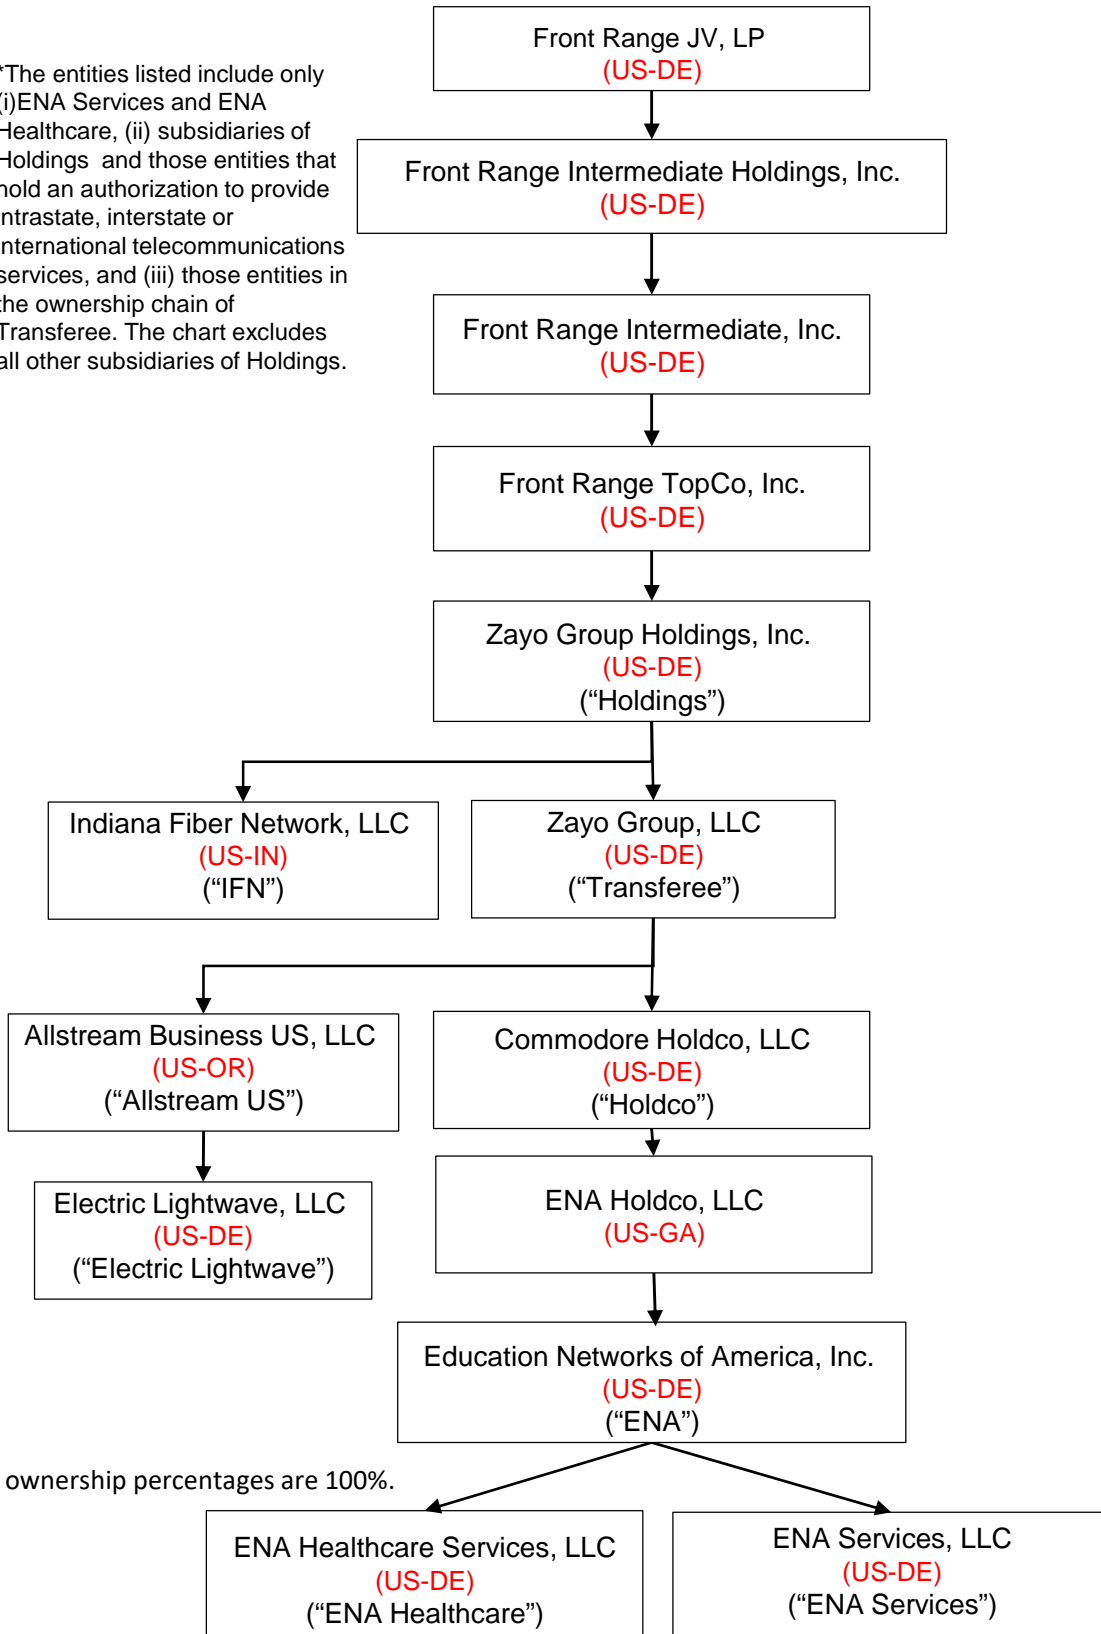 Front Range JV, LP
(US-DE)
*The entities listed include only
(i)ENA Services and ENA
Healthcare, (ii) subsidiaries of
Holdings and those entities that
hold an authorization to provide
intrastate, interstate or
international telecommunications
services, and (iii) those entities in
the ownership chain of
Transferee. The chart excludes
all other subsidiaries of Holdings.
Front Range Intermediate Holdings, Inc.
(US-DE)
Front Range Intermediate, Inc.
(US-DE)
Front Range TopCo, Inc.
(US-DE)
Zayo Group Holdings, Inc.
(US-DE)
(“Holdings”)
Indiana Fiber Network, LLC
(US-IN)
(“IFN”)
Zayo Group, LLC
(US-DE)
(“Transferee”)
Allstream Business US, LLC
(US-OR)
(“Allstream US”)
Commodore Holdco, LLC
(US-DE)
(“Holdco”)
Electric Lightwave, LLC
(US-DE)
(“Electric Lightwave”)
ENA Holdco, LLC
(US-GA)
Education Networks of America, Inc.
(US-DE)
(“ENA”)
ownership percentages are 100%.
ENA Healthcare Services, LLC
(US-DE)
(“ENA Healthcare”)
ENA Services, LLC
(US-DE)
(“ENA Services”)